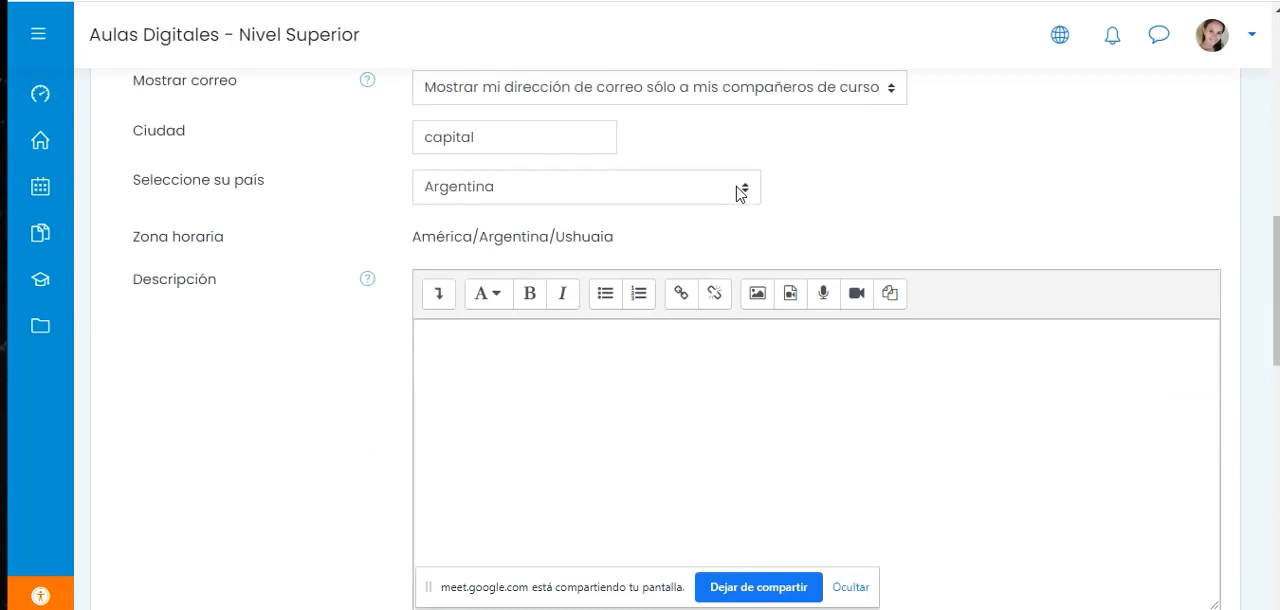 Aulas Digitales - Nivel Superior
Mostrar correo
Mostrar mi dirección de correo sólo a mis compañeros de curso
Ciudad
capital
Seleccione su país
Argentina
Zona horaria
América/Argentina/Ushuaia
Descripción
A B I
meet.google.com está compartiendo tu pantalla. Dejar de compartir Ocultar